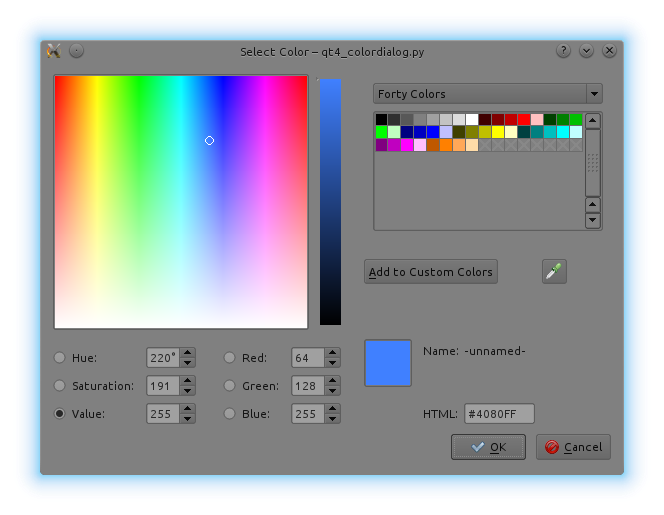 Select Color – qt4_colordialog.py
?
Forty Colors
Add to Custom Colors
Hue: 220° Red: 64
Saturation: 191 Green: 128
Value: 255 Blue: 255
Name: -unnamed-
HTML: #4080FF
OK Cancel